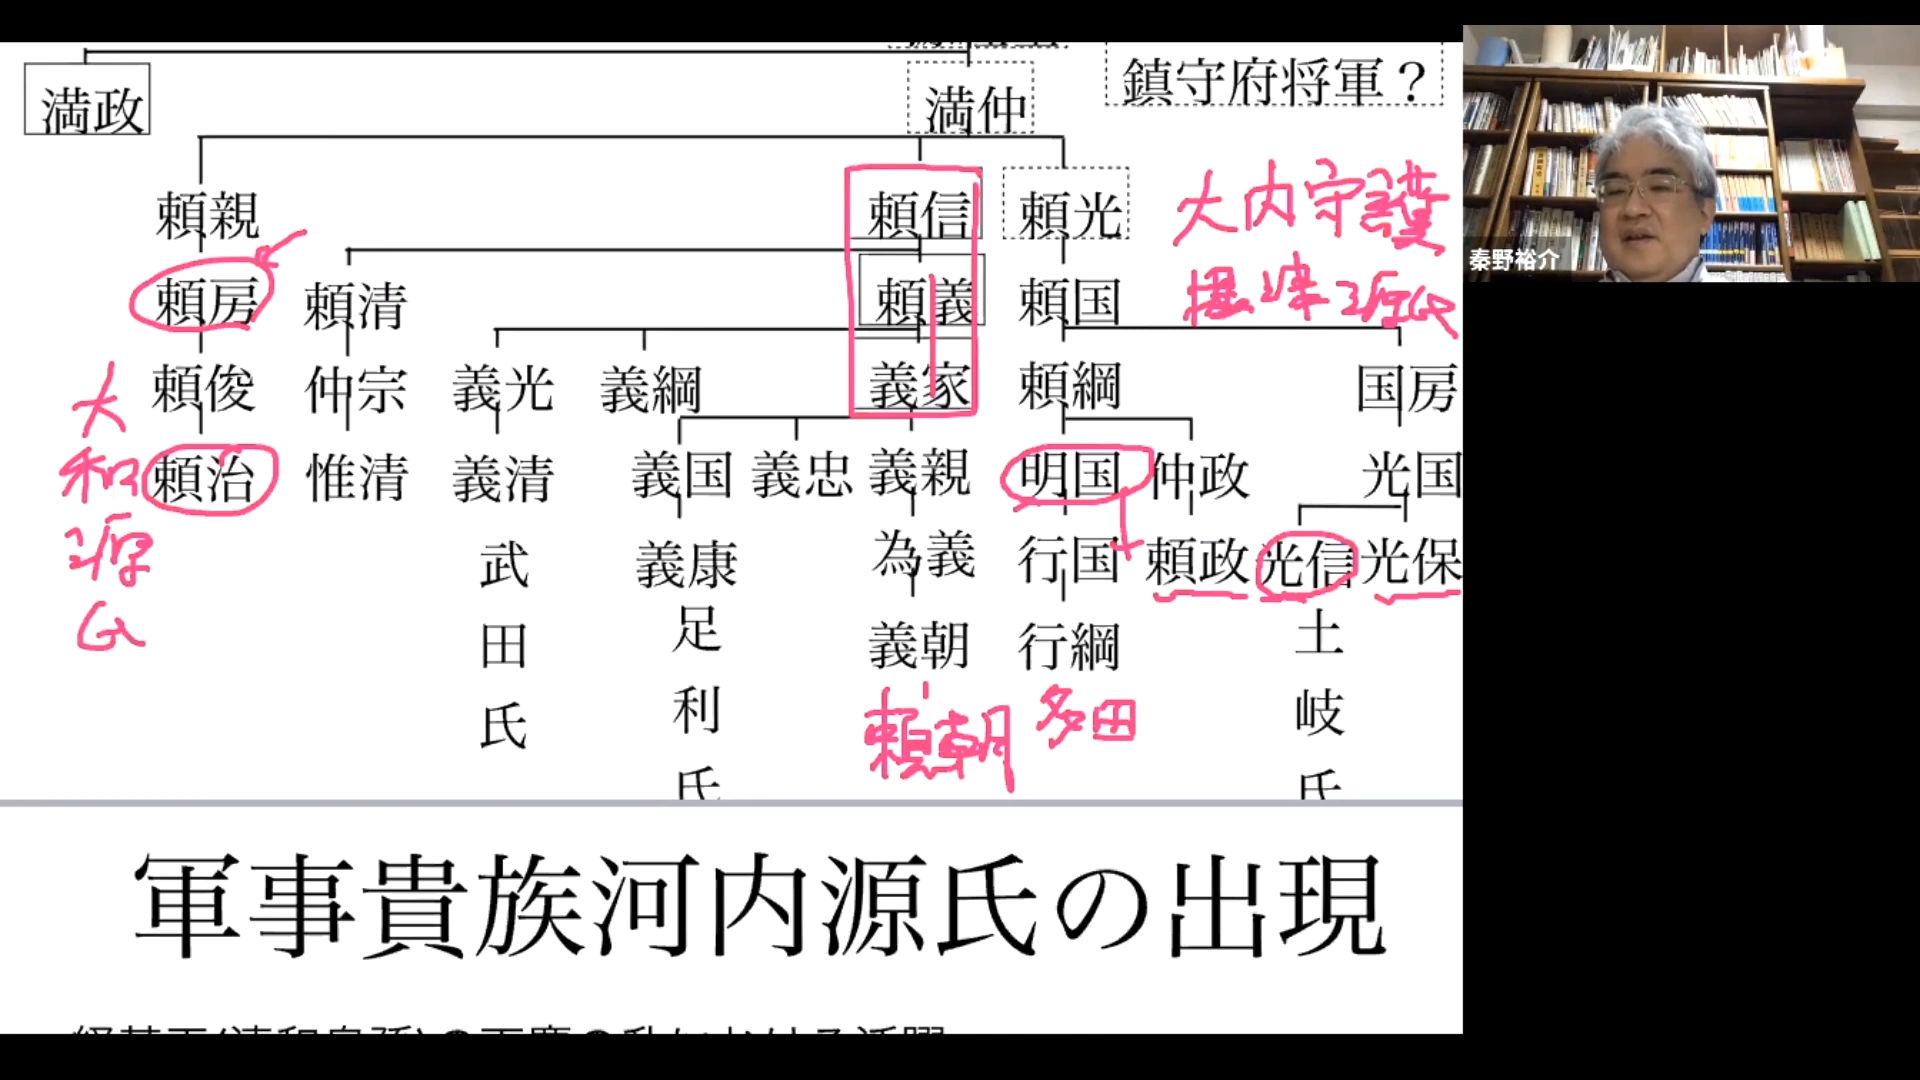 鎮守府将軍？
満政 満仲
頼親 頼信 頼光 大内守護
頼房 頼清 頼義 頼国 摂津源氏
頼俊 仲宗 義光 義綱 義家 頼綱 国房
頼治 惟清 義清 義国 義忠 義親 明国 仲政 光国
大和源氏
武田氏
義康 為義 行国 頼政 光信 光保
足利氏
義朝 行綱
土岐氏
頼朝 多田
軍事貴族河内源氏の出現
秦野裕介